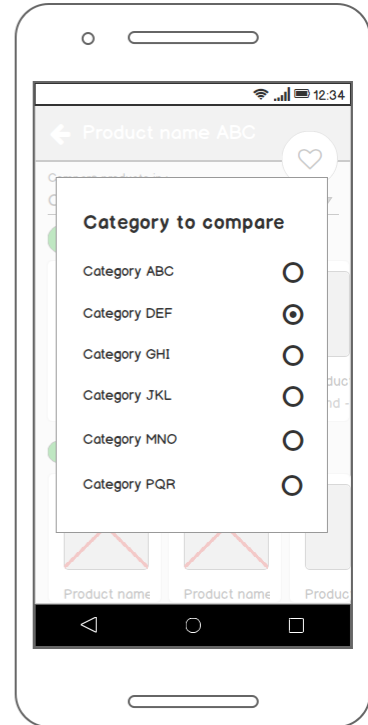 12:34
Product name ABC
Category to compare
Category ABC
Category DEF
Category GHI
Category JKL
Category MNO
Category PQR
Product name
Product name